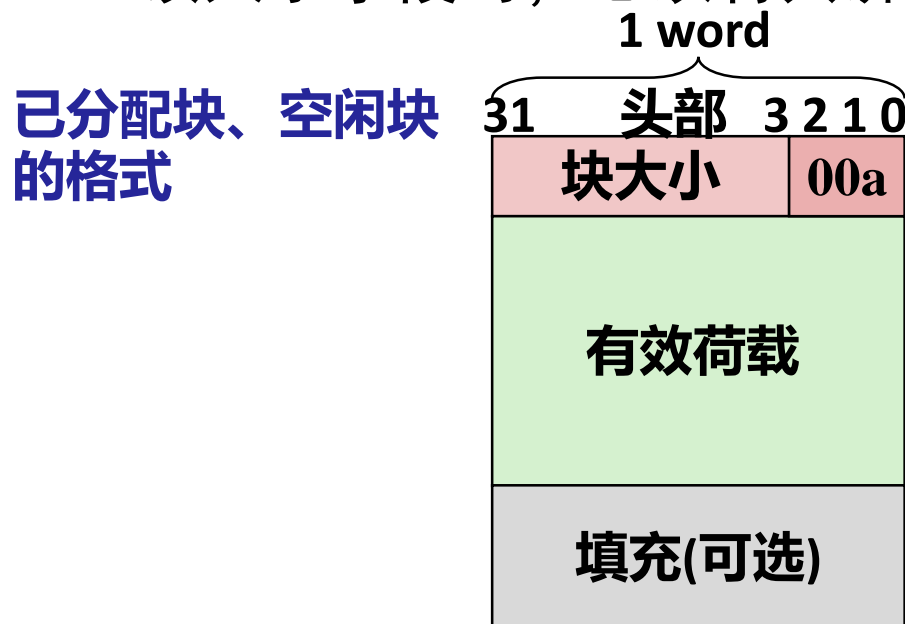 1 word
已分配块、空闲块
的格式
31 头部 3 2 1 0
块大小 00a
有效荷载
填充(可选)